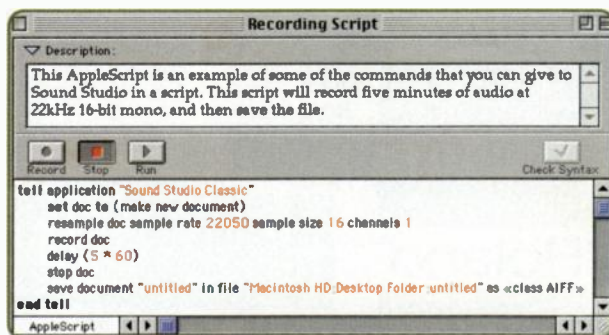 Recording Script
Description:
This AppleScript is an example of some of the commands that you can give to
Sound Studio in a script. This script will record five minutes of audio at
22kHz 16-bit mono, and then save the file.
Record Stop Run Check Syntax
tell application "Sound Studio Classic"
set doc to (make new document)
resample doc sample rate 22050 sample size 16 channels 1
record doc
delay (5 * 60)
stop doc
save document "untitled" in file "Macintosh HD:Desktop Folder:untitled" as «class AIFF»
end tell
AppleScript